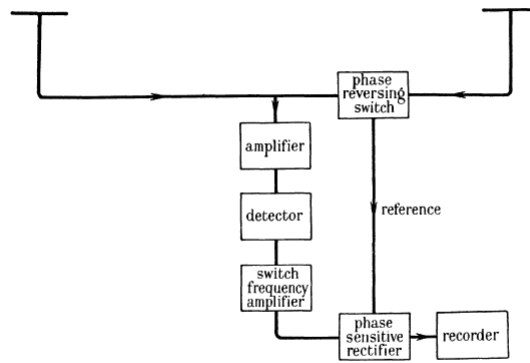 phase
reversing
switch
amplifier
detector
reference
switch
frequency
amplifier
phase
sensitive
rectifier
recorder